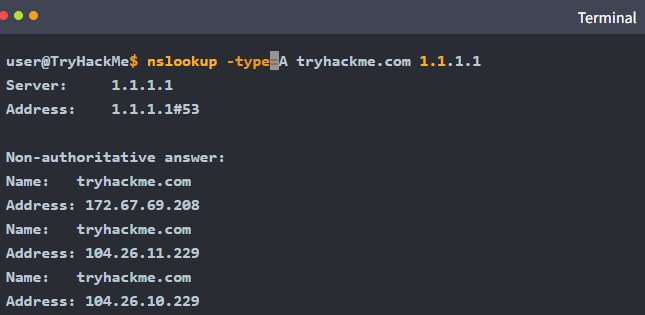 Terminal
user@TryHackMe$ nslookup -type=A tryhackme.com 1.1.1.1
Server: 1.1.1.1
Address: 1.1.1.1#53
Non-authoritative answer:
Name: tryhackme.com
Address: 172.67.69.208
Name: tryhackme.com
Address: 104.26.11.229
Name: tryhackme.com
Address: 104.26.10.229